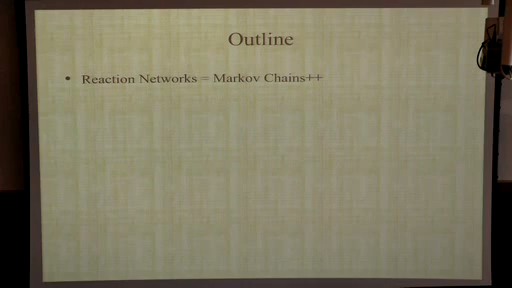 Outline
• Reaction Networks = Markov Chains++